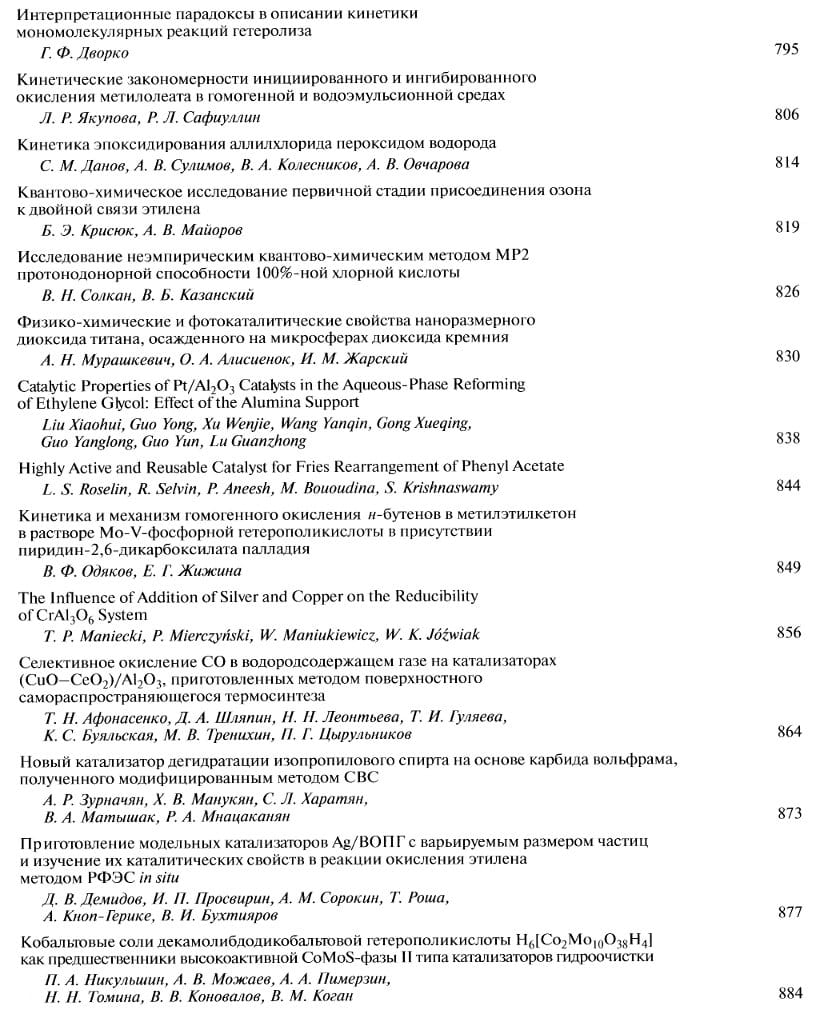 Интерпретационные парадоксы в описании кинетики
мономолекулярных реакций гетеролиза
Г. Ф. Дворко 795
Кинетические закономерности инициированного и ингибированного
окисления метилолеата в гомогенной и водоэмульсионной средах
Л. Р. Якупова, Р. Л. Сафиуллин 806
Кинетика эпоксидирования аллилхлорида пероксидом водорода
С. М. Данов, А. В. Сулимов, В. А. Колесников, А. В. Овчарова 814
Квантово-химическое исследование первичной стадии присоединения озона
к двойной связи этилена
Б. Э. Крисюк, А. В. Майоров 819
Исследование неэмпирическим квантово-химическим методом МР2
протонодонорной способности 100%-ной хлорной кислоты
В. Н. Солкан, В. Б. Казанский 826
Физико-химические и фотокаталитические свойства наноразмерного
диоксида титана, осажденного на микросферах диоксида кремния
А. Н. Мурашкевич, О. А. Алисиенок, И. М. Жарский 830
Catalytic Properties of Pt/Al₂O₃ Catalysts in the Aqueous-Phase Reforming
of Ethylene Glycol: Effect of the Alumina Support
Liu Xiaohui, Guo Yong, Xu Wenjie, Wang Yanqin, Gong Xueqing,
Guo Yanglong, Guo Yun, Lu Guanzhong 838
Highly Active and Reusable Catalyst for Fries Rearrangement of Phenyl Acetate
L. S. Roselin, R. Selvin, P. Aneesh, M. Bououdina, S. Krishnaswamy 844
Кинетика и механизм гомогенного окисления н-бутенов в метилэтилкетон
в растворе Mo-V-фосфорной гетерополикислоты в присутствии
пиридин-2,6-дикарбоксилата палладия
В. Ф. Одяков, Е. Г. Жижина 849
The Influence of Addition of Silver and Copper on the Reducibility
of CrAl₃O₆ System
T. P. Maniecki, P. Mierczyński, W. Maniukiewicz, W. K. Jóźwiak 856
Селективное окисление СО в водородсодержащем газе на катализаторах
(CuO–CeO₂)/Al₂O₃, приготовленных методом поверхностного
самораспространяющегося термосинтеза
Т. Н. Афонасенко, Д. А. Шляпин, Н. Н. Леонтьева, Т. И. Гуляева,
К. С. Буяльская, М. В. Тренихин, П. Г. Цырульников 864
Новый катализатор дегидратации изопропилового спирта на основе карбида вольфрама,
полученного модифицированным методом СВС
А. Р. Зурначян, Х. В. Манукян, С. Л. Харатян,
В. А. Матышак, Р. А. Мнацаканян 873
Приготовление модельных катализаторов Ag/ВОПГ с варьируемым размером частиц
и изучение их каталитических свойств в реакции окисления этилена
методом РФЭС in situ
Д. В. Демидов, И. П. Просвирин, А. М. Сорокин, Т. Роша,
А. Кноп-Герике, В. И. Бухтияров 877
Кобальтовые соли декамолибдодикобальтовой гетерополикислоты H₆[Co₂Mo₁₀O₃₈H₄]
как предшественники высокоактивной CoMoS-фазы II типа катализаторов гидроочистки
П. А. Никульшин, А. В. Можаев, А. А. Пимерзин,
Н. Н. Томина, В. В. Коновалов, В. М. Коган 884